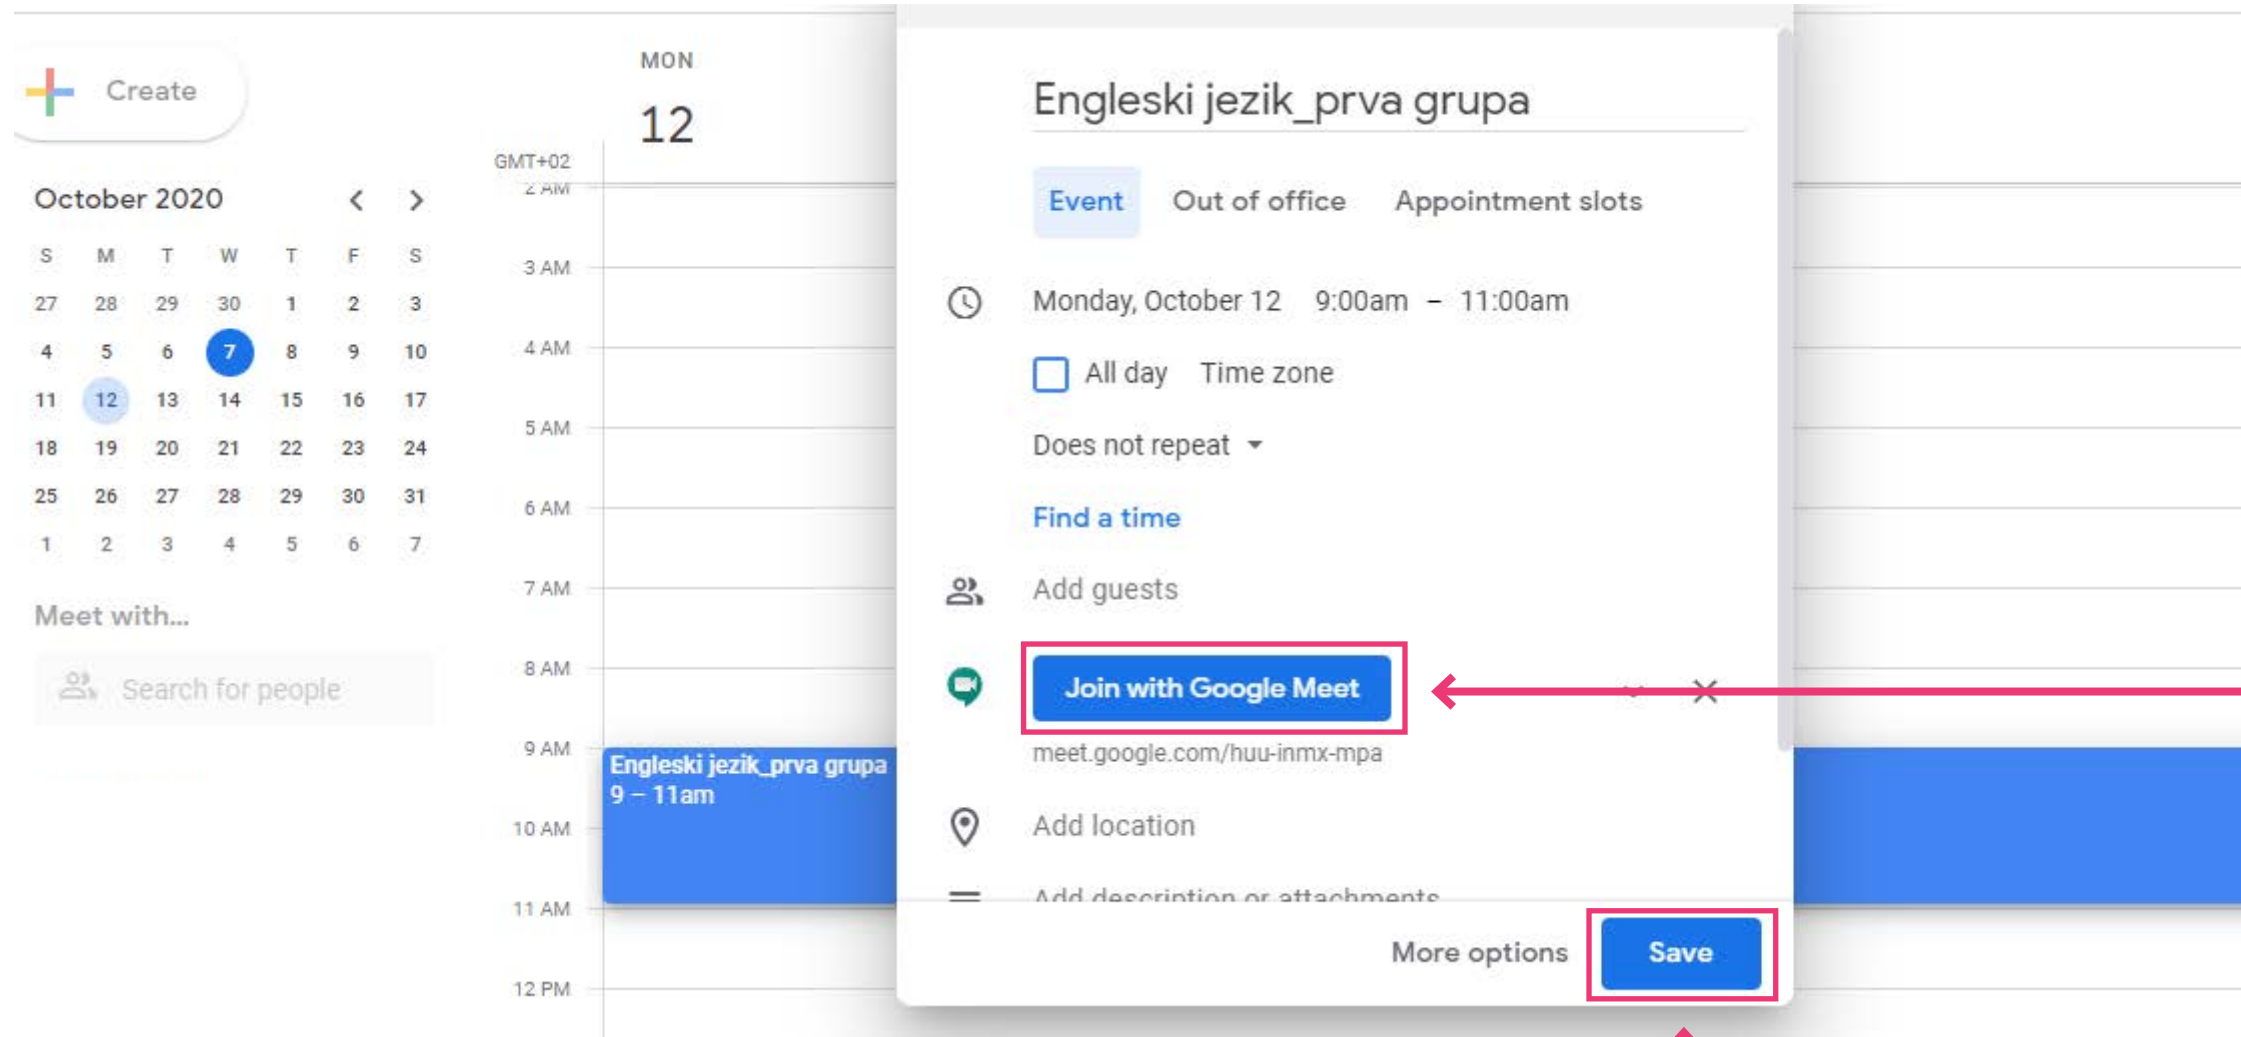 Create
October 2020
S M T W T F S
27 28 29 30 1 2 3
4 5 6 7 8 9 10
11 12 13 14 15 16 17
18 19 20 21 22 23 24
25 26 27 28 29 30 31
1 2 3 4 5 6 7
Meet with...
Search for people
MON
12
GMT+02
2 AM
3 AM
4 AM
5 AM
6 AM
7 AM
8 AM
9 AM
10 AM
11 AM
12 PM
Engleski jezik_prva grupa
9 – 11am
Engleski jezik_prva grupa
Event Out of office Appointment slots
Monday, October 12 9:00am – 11:00am
All day Time zone
Does not repeat
Find a time
Add guests
Join with Google Meet
meet.google.com/huu-inmx-mpa
Add location
Add description or attachments
More options Save